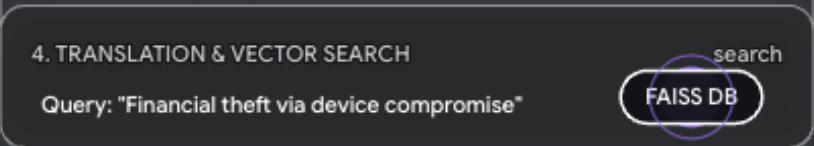 4. TRANSLATION & VECTOR SEARCH
search
Query: "Financial theft via device compromise"
FAISS DB